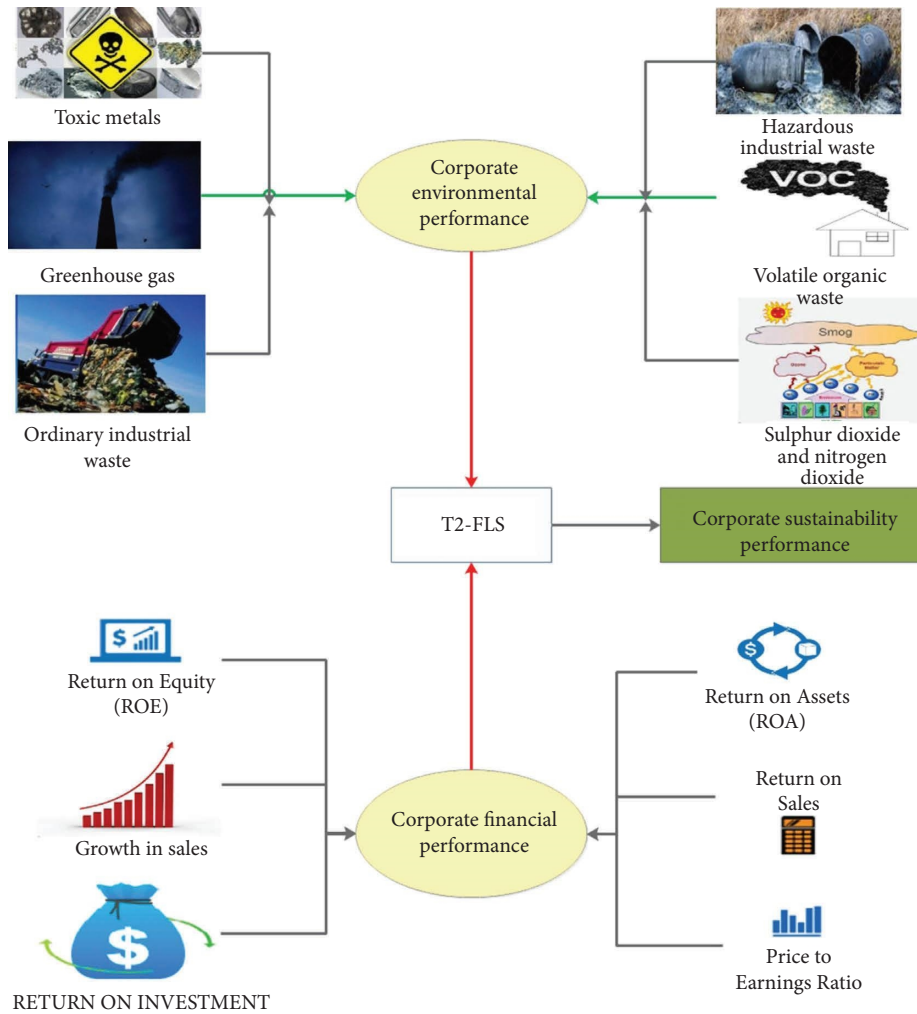 Toxic metals
Greenhouse gas
Ordinary industrial
waste
Corporate
environmental
performance
Hazardous
industrial waste
VOC
Volatile organic
waste
Smog
Sulphur dioxide
and nitrogen
dioxide
T2-FLS
Corporate sustainability
performance
$
Return on Equity
(ROE)
Growth in sales
$
RETURN ON INVESTMENT
Corporate financial
performance
$
Return on Assets
(ROA)
Return on
Sales
Price to
Earnings Ratio